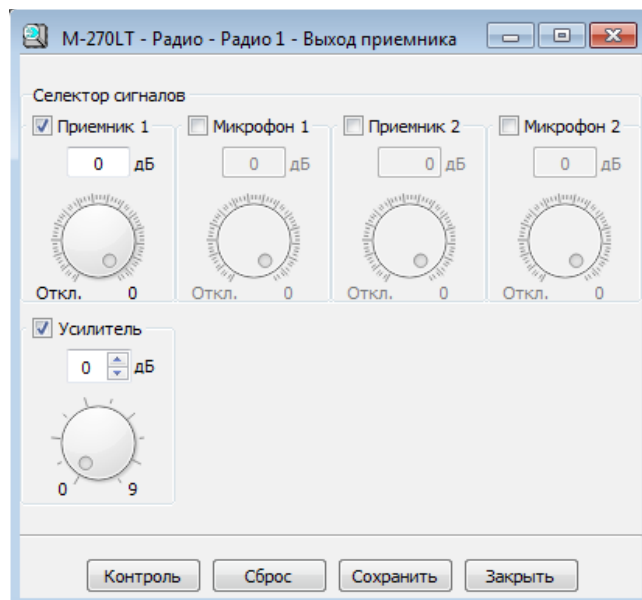 M-270LT - Радио - Радио 1 - Выход приемника
Селектор сигналов
Приемник 1 Микрофон 1 Приемник 2 Микрофон 2
0 дБ 0 дБ 0 дБ 0 дБ
Откл. 0 Откл. 0 Откл. 0 Откл. 0
Усилитель
0 дБ
0 9
Контроль Сброс Сохранить Закрыть